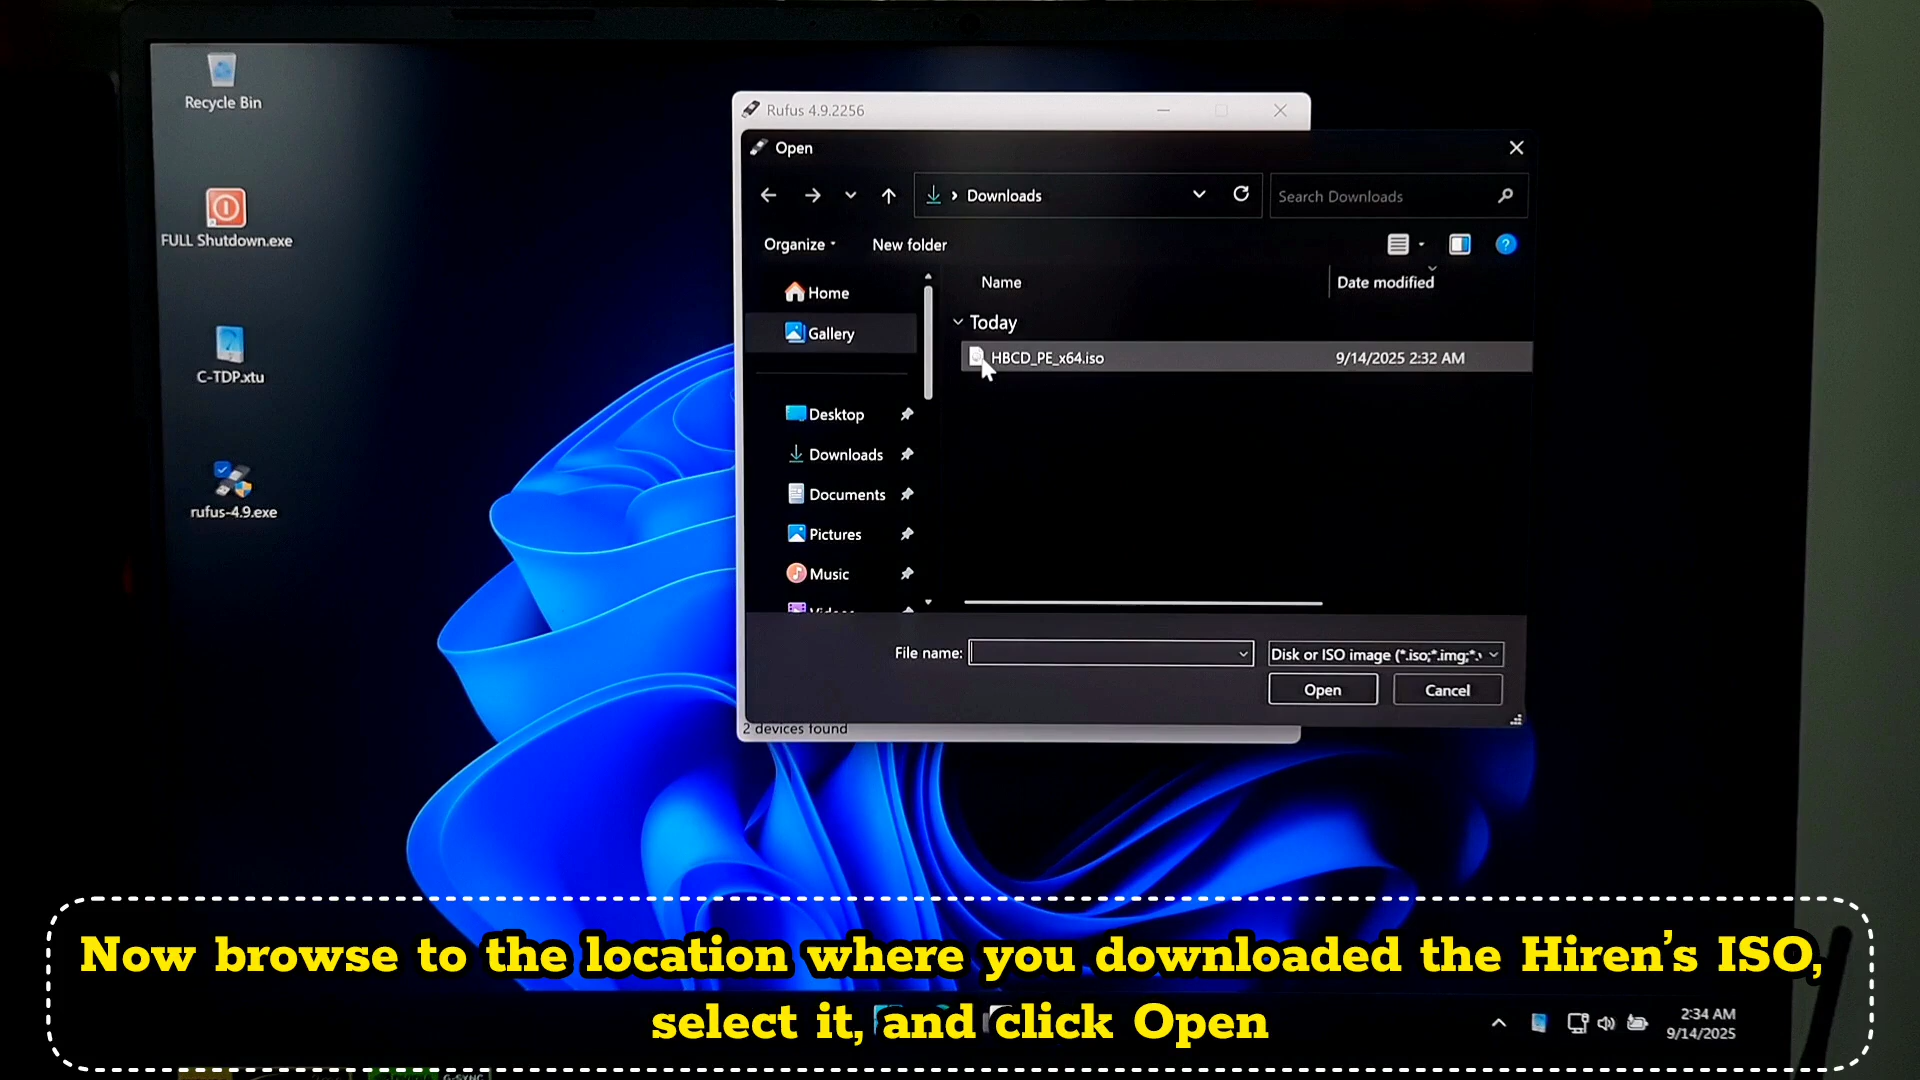 Recycle Bin
FULL Shutdown.exe
C-TDP.xtu
rufus-4.9.exe
Rufus 4.9.2256
Open
Downloads
Search Downloads
Organize
New folder
Home
Gallery
Desktop
Downloads
Documents
Pictures
Music
Videos
Name
Date modified
Today
HBCD_PE_x64.iso
9/14/2025 2:32 AM
File name:
Disk or ISO image (*.iso;*.img;*.v
Open
Cancel
2 devices found
Now browse to the location where you downloaded the Hiren's ISO,
select it, and click Open
2:34 AM
9/14/2025
G-SYNC